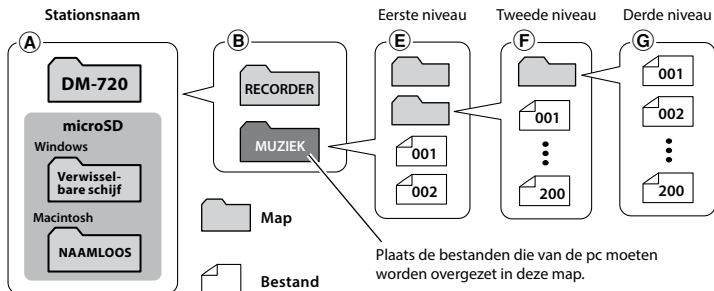 Stationsnaam
Eerste niveau
Tweede niveau
Derde niveau
A
DM-720
microSD
Windows
Verwissel-
bare schijf
Macintosh
NAAMLOOS
B
RECORDER
MUZIEK
Map
Bestand
E
001
002
F
001
200
G
001
002
200
Plaats de bestanden die van de pc moeten
worden overgezet in deze map.